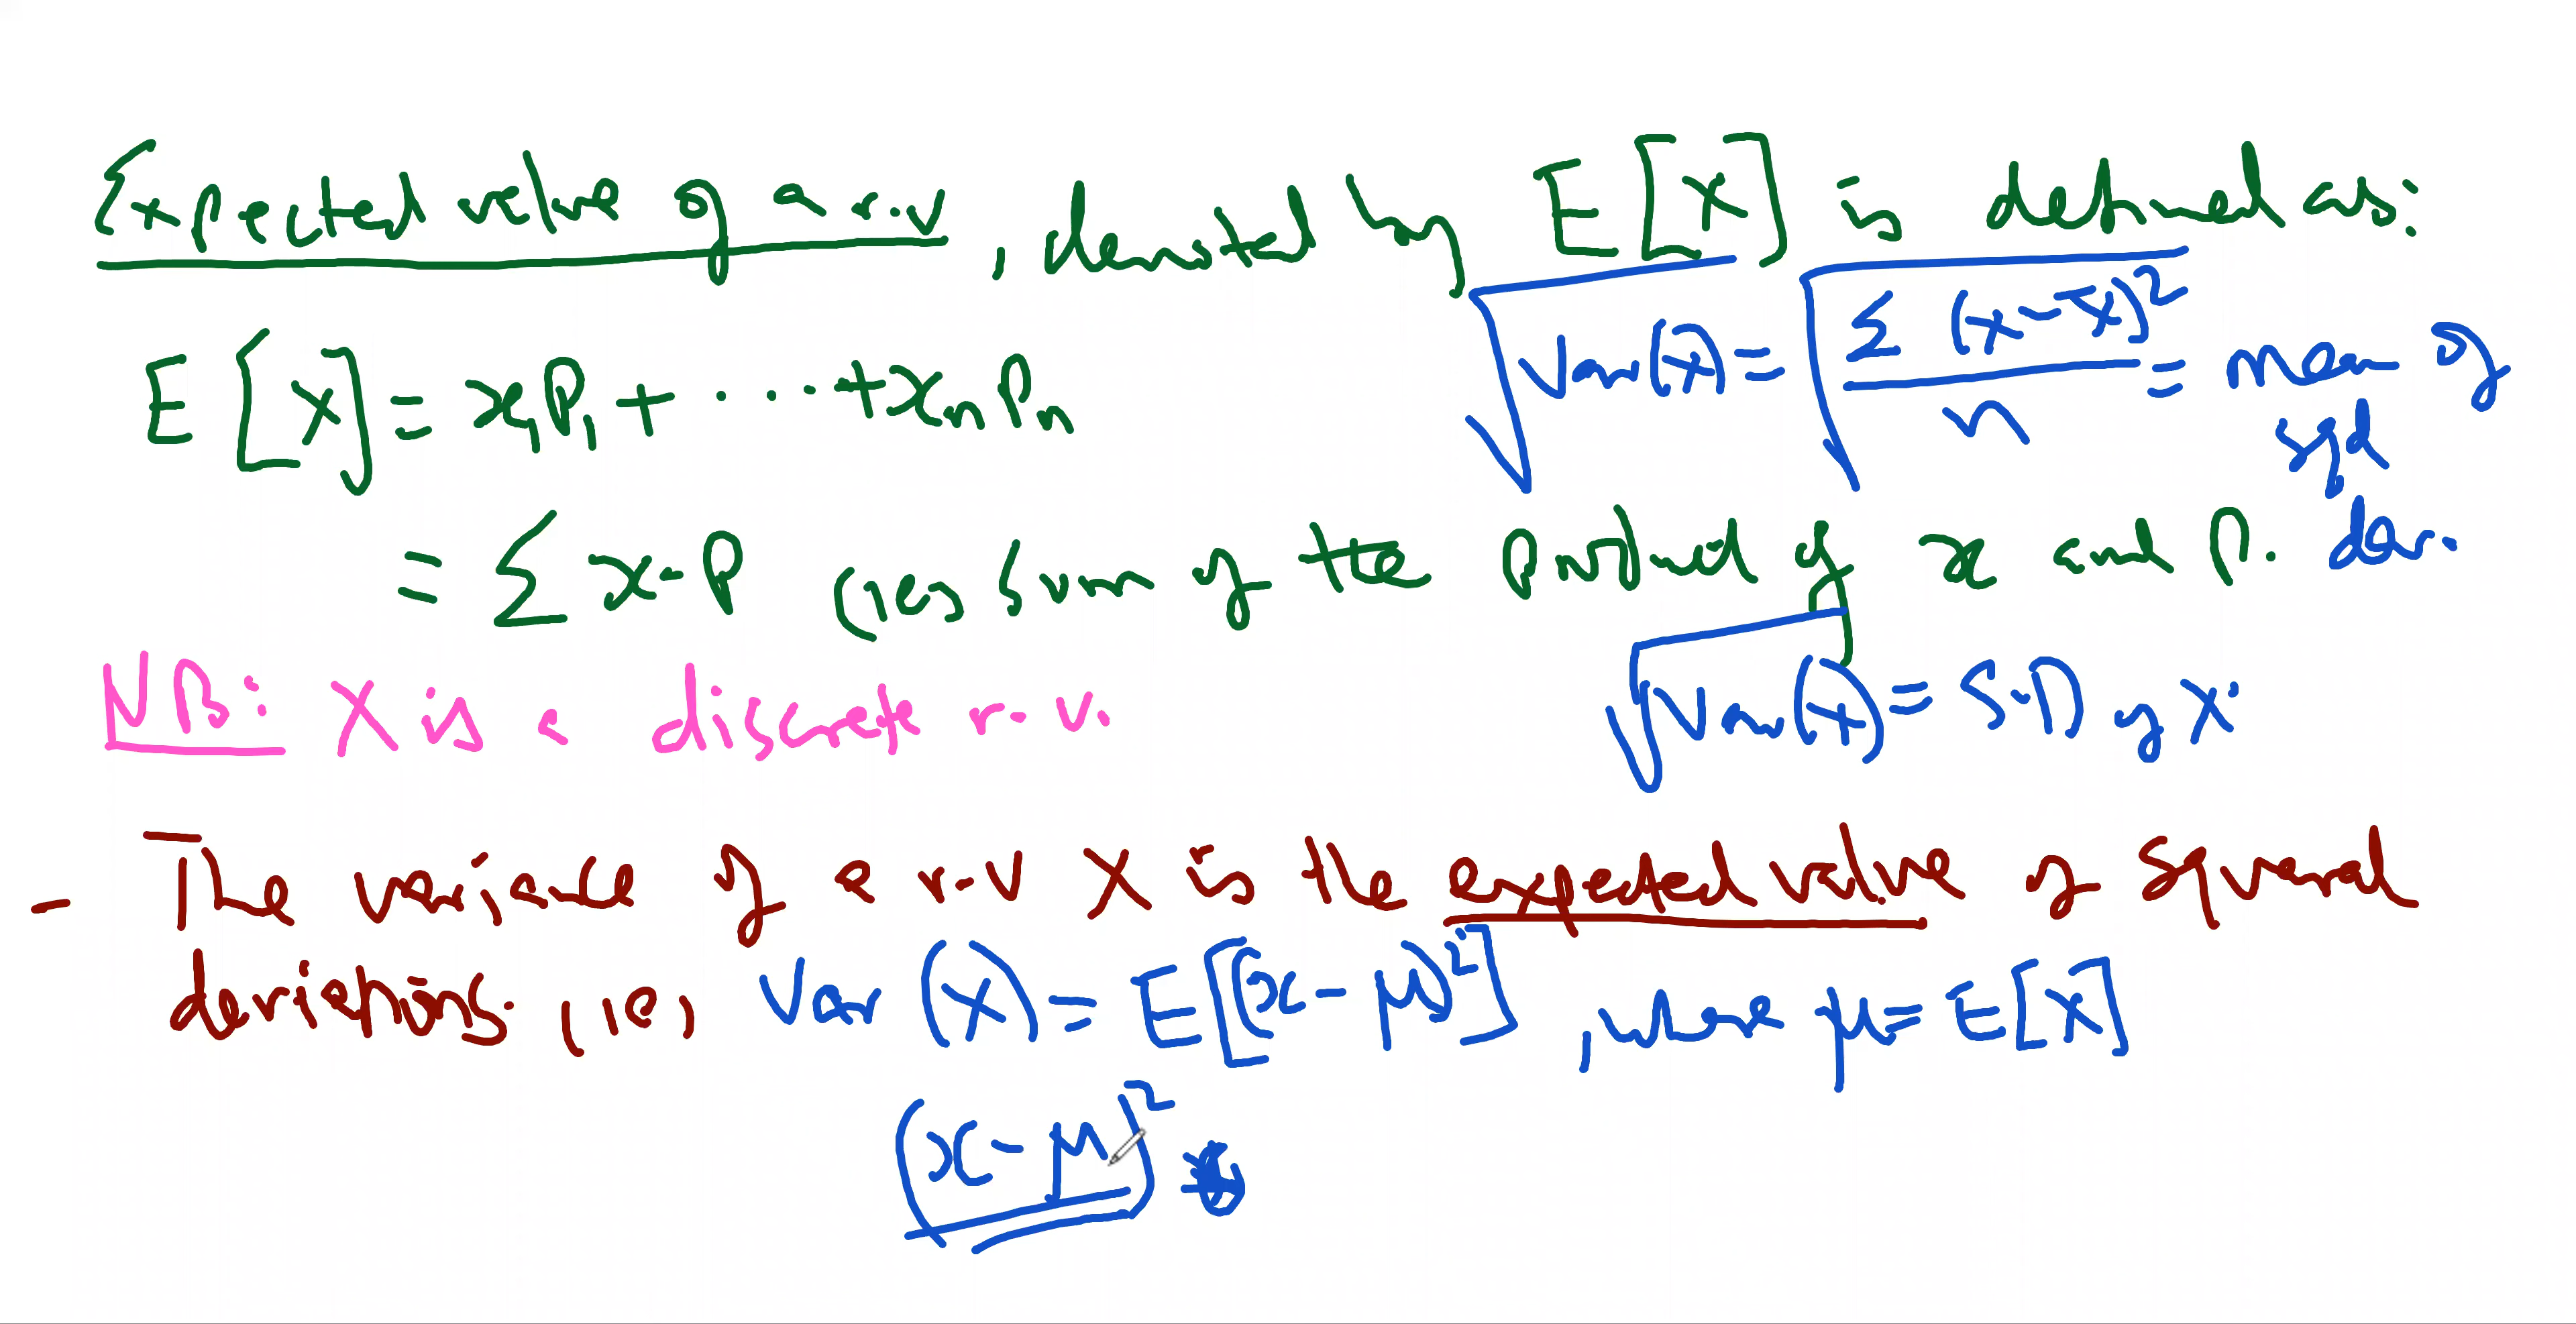 Expected value of a r.v, denoted by E[X] is defined as:
E[X] = x₁P₁ + ····· + xₙPₙ
√Var(x) = √(Σ(x-x̄)²/n) = mean of sqd dev.
= Σ x·P (ie, sum of the product of x and P.
NB: X is a discrete r.v.
√Var(x) = S.D of X.
- The variance of a r.v X is the expected value of squared
deviations. , ie, Var(X) = E[(x-μ)²], where μ = E[X]
(x-μ)²